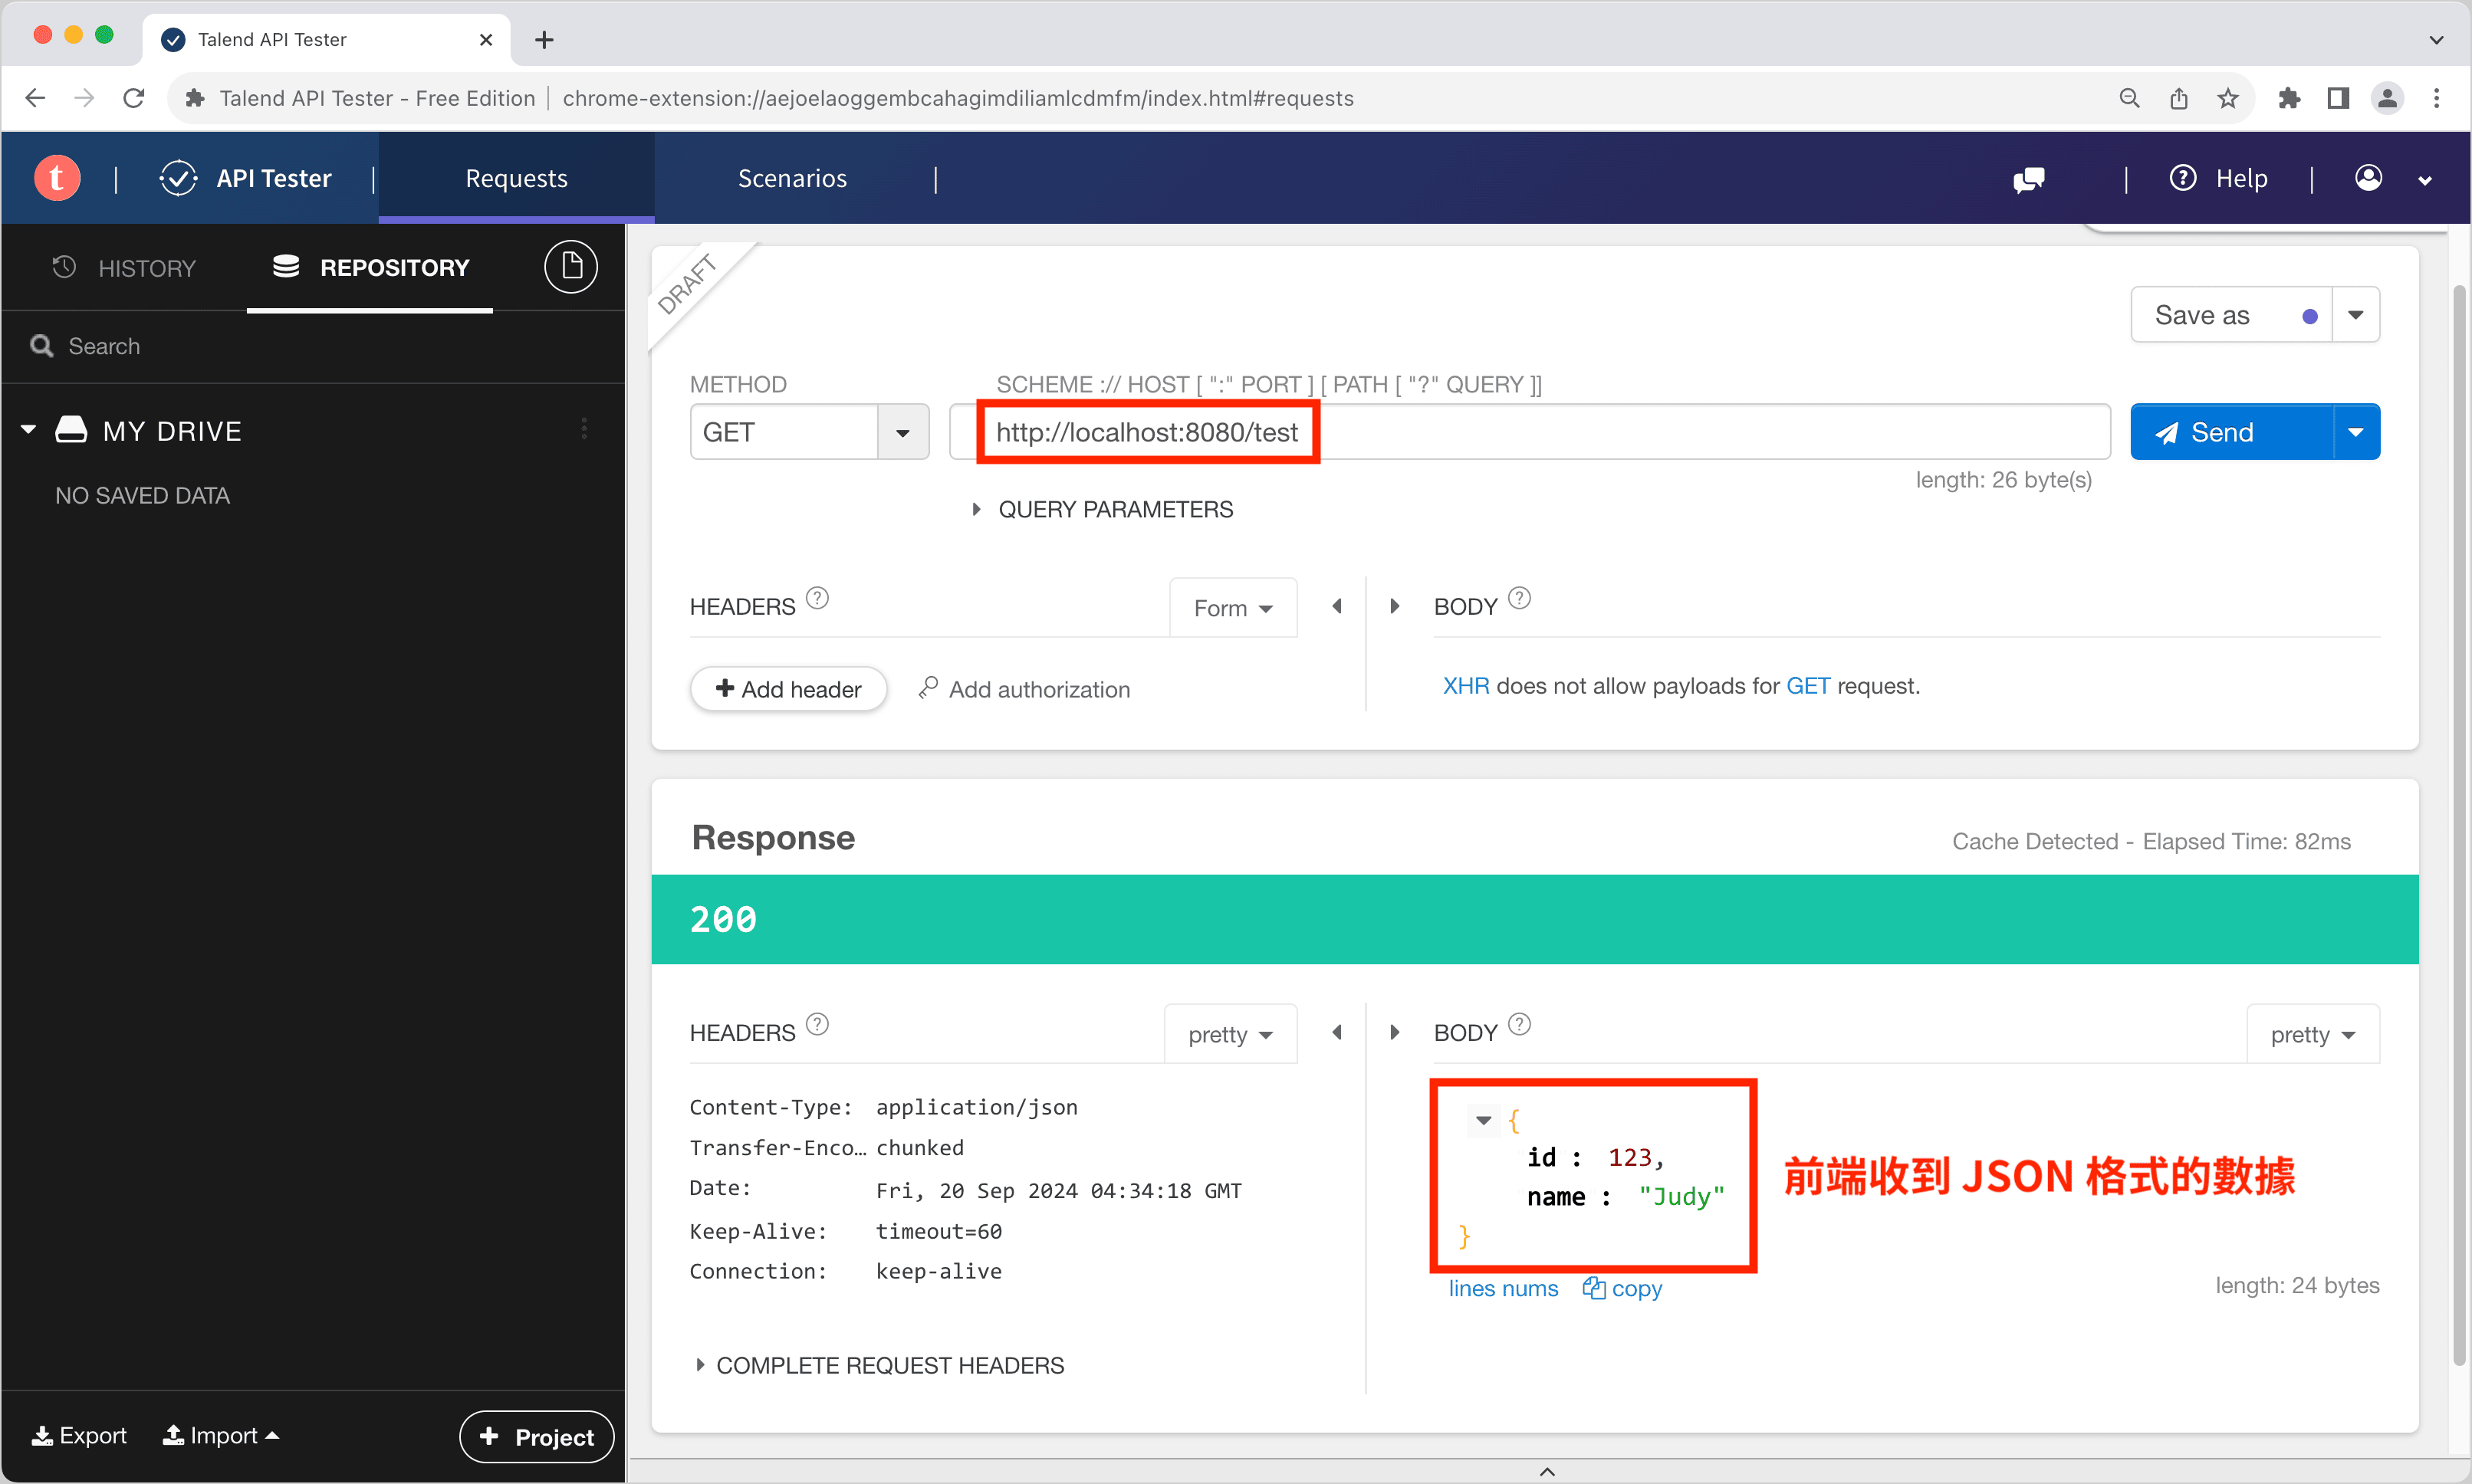 Talend API Tester
Talend API Tester - Free Edition | chrome-extension://aejoelaoggembcahagimdiliamlcdmfm/index.html#requests
t | API Tester | Requests Scenarios | | Help |
HISTORY REPOSITORY
Search
MY DRIVE
NO SAVED DATA
Export Import + Project
DRAFT
Save as
METHOD SCHEME :// HOST [ ":" PORT ] [ PATH [ "?" QUERY ]]
GET http://localhost:8080/test Send
length: 26 byte(s)
QUERY PARAMETERS
HEADERS ? Form BODY ?
+ Add header Add authorization XHR does not allow payloads for GET request.
Response Cache Detected - Elapsed Time: 82ms
200
HEADERS ? pretty BODY ? pretty
Content-Type: application/json
Transfer-Enco… chunked
Date: Fri, 20 Sep 2024 04:34:18 GMT
Keep-Alive: timeout=60
Connection: keep-alive
{
id : 123,
name : "Judy"
}
前端收到 JSON 格式的數據
lines nums copy length: 24 bytes
COMPLETE REQUEST HEADERS